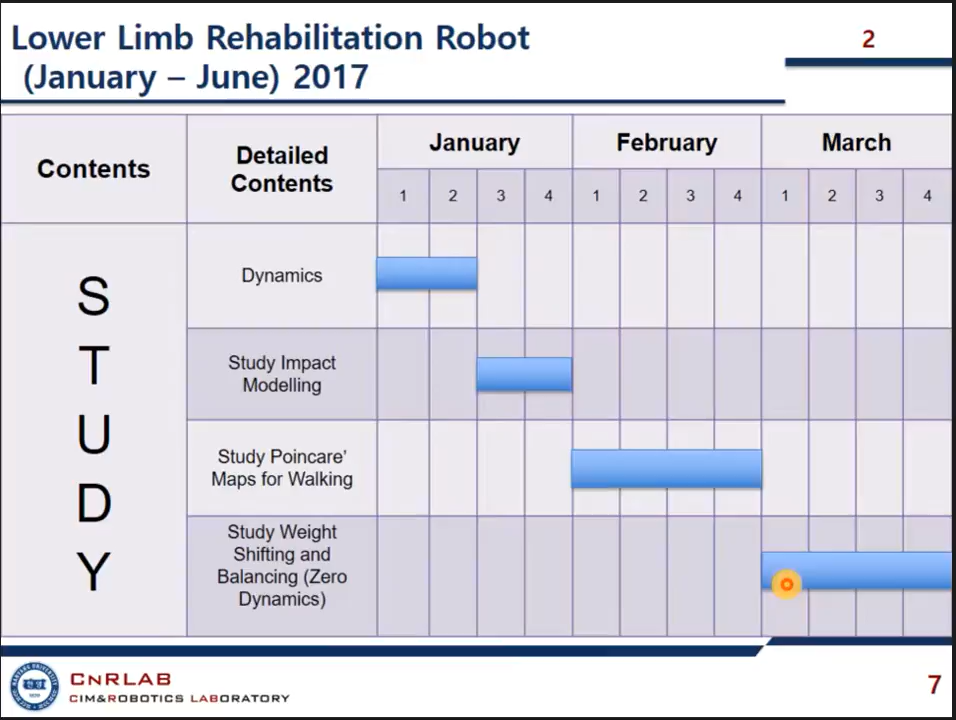 Lower Limb Rehabilitation Robot
(January – June) 2017
2
Contents
Detailed
Contents
January
February
March
1 2 3 4 1 2 3 4 1 2 3 4
S
T
U
D
Y
Dynamics
Study Impact
Modelling
Study Poincare’
Maps for Walking
Study Weight
Shifting and
Balancing (Zero
Dynamics)
CNRLAB
CIM&ROBOTICS LABORATORY
7